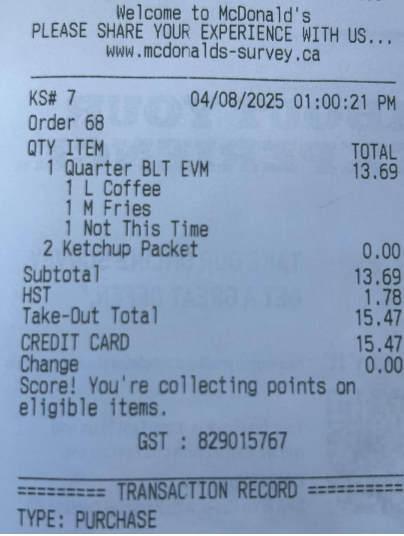 Welcome to McDonald's
PLEASE SHARE YOUR EXPERIENCE WITH US...
www.mcdonalds-survey.ca
KS# 7 04/08/2025 01:00:21 PM
Order 68
QTY ITEM TOTAL
1 Quarter BLT EVM 13.69
1 L Coffee
1 M Fries
1 Not This Time
2 Ketchup Packet 0.00
Subtotal 13.69
HST 1.78
Take-Out Total 15.47
CREDIT CARD 15.47
Change 0.00
Score! You're collecting points on
eligible items.
GST : 829015767
========= TRANSACTION RECORD ==========
TYPE: PURCHASE